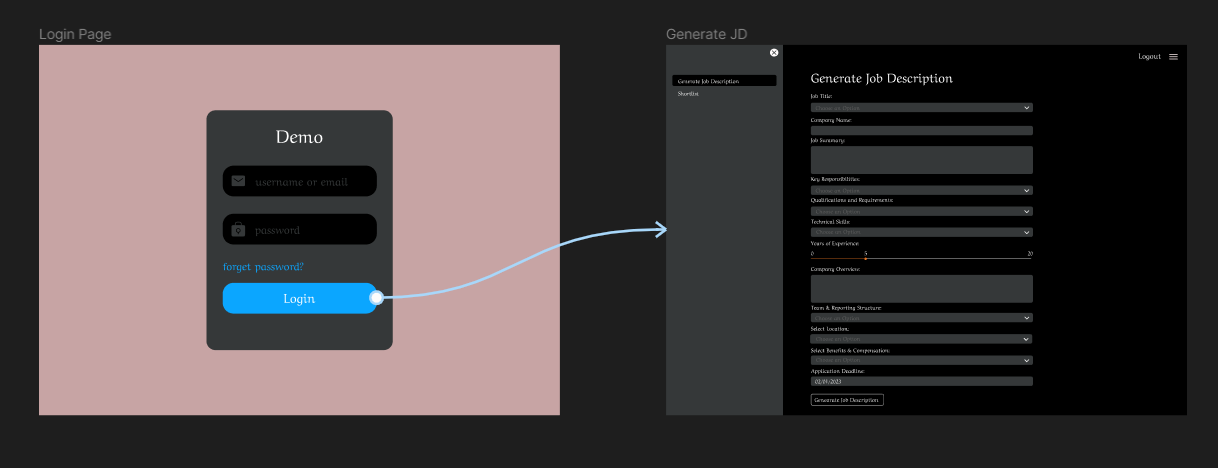 Login Page
Demo
username or email
password
forget password?
Login
Generate JD
Generate Job Description
Shortlist
Logout
Generate Job Description
Job Title:
Choose an Option
Company Name:
Job Summary:
Key Responsibilities:
Choose an Option
Qualifications and Requirements:
Choose an Option
Technical Skills:
Choose an Option
Years of Experience
0 5 20
Company Overview:
Team & Reporting Structure:
Choose an Option
Select Location:
Choose an Option
Select Benefits & Compensation:
Choose an Option
Application Deadline:
02/01/2023
Genearate Job Description